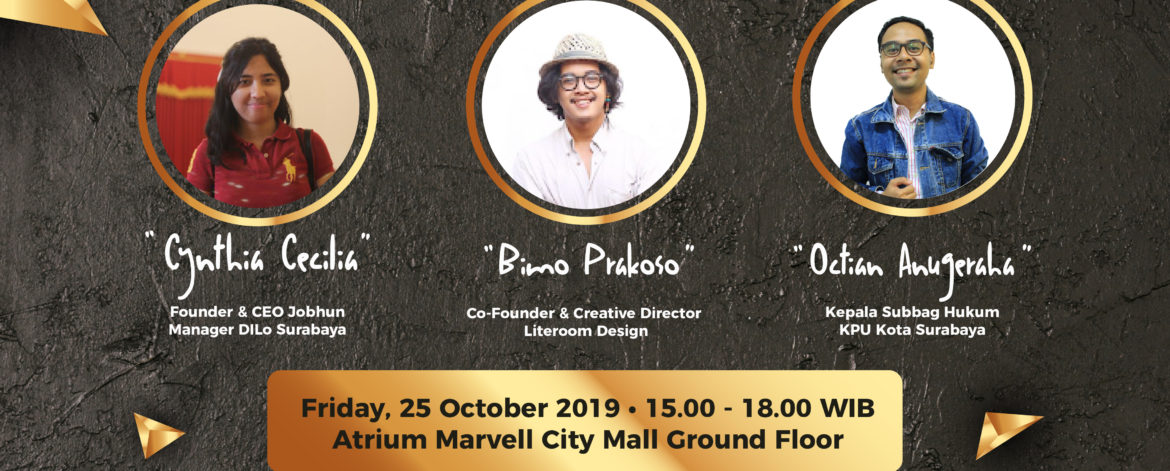 "Cynthia Cecilia"
Founder & CEO Jobhun
Manager DILo Surabaya
"Bimo Prakoso"
Co-Founder & Creative Director
Literoom Design
"Octian Anugeraha"
Kepala Subbag Hukum
KPU Kota Surabaya
Friday, 25 October 2019 • 15.00 - 18.00 WIB
Atrium Marvell City Mall Ground Floor